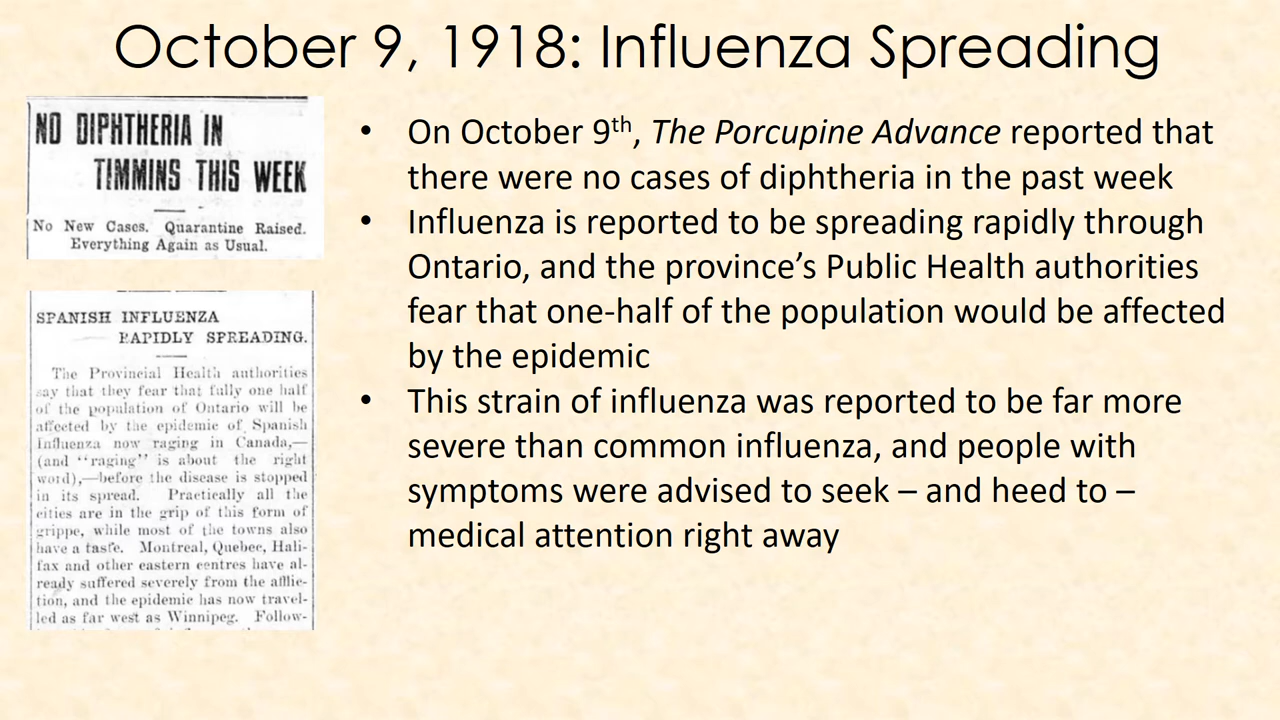 October 9, 1918: Influenza Spreading
NO DIPHTHERIA IN
TIMMINS THIS WEEK
No New Cases. Quarantine Raised.
Everything Again as Usual.
SPANISH INFLUENZA
RAPIDLY SPREADING.
The Provincial Health authorities
say that they fear that fully one half
of the population of Ontario will be
affected by the epidemic of Spanish
Influenza now raging in Canada,—
(and "raging" is about the right
word),—before the disease is stopped
in its spread. Practically all the
cities are in the grip of this form of
grippe, while most of the towns also
have a taste. Montreal, Quebec, Hali-
fax and other eastern centres have al-
ready suffered severely from the afflic-
tion, and the epidemic has now travel-
led as far west as Winnipeg. Follow-
• On October 9th, The Porcupine Advance reported that
there were no cases of diphtheria in the past week
• Influenza is reported to be spreading rapidly through
Ontario, and the province's Public Health authorities
fear that one-half of the population would be affected
by the epidemic
• This strain of influenza was reported to be far more
severe than common influenza, and people with
symptoms were advised to seek – and heed to –
medical attention right away